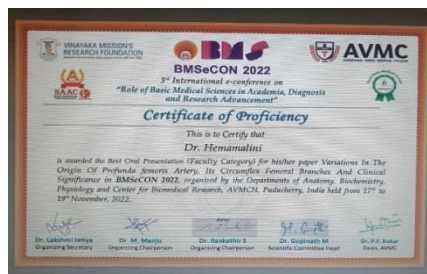 VINAYAKA MISSION'S
RESEARCH FOUNDATION
BMS
AVMC
BMSeCON 2022
3rd International e-conference on
"Role of Basic Medical Sciences in Academia, Diagnosis
and Research Advancement"
NAAC
Certificate of Proficiency
This is to Certify that
Dr. Hemamalini
is awarded the Best Oral Presentation (Faculty Category) for his/her paper Variations In The
Origin Of Profunda femoris Artery, Its Circumflex Femoral Branches And Clinical
Significance in BMSeCON 2022, organized by the Departments of Anatomy, Biochemistry,
Physiology and Center for Biomedical Research, AVMCH, Puducherry, India held from 17th to
19th November, 2022.
Dr. Lakshmi Jatiya
Dr. M. Manju
Dr. Senkathir S
Dr. Gopinath M
Dr. P.F. Kotur
Organizing Secretary
Organizing Chairperson
Organizing Chairperson
Scientific Committee Head
Dean, AVMC